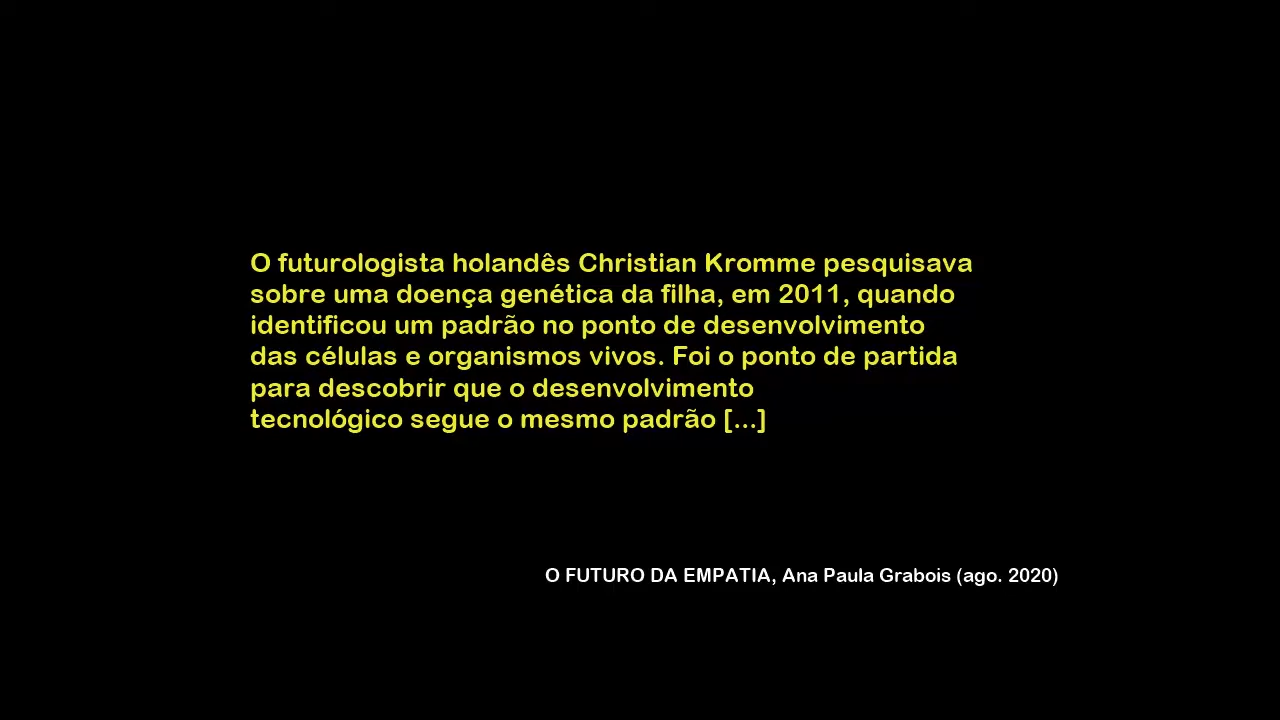 O futurologista holandês Christian Kromme pesquisava
sobre uma doença genética da filha, em 2011, quando
identificou um padrão no ponto de desenvolvimento
das células e organismos vivos. Foi o ponto de partida
para descobrir que o desenvolvimento
tecnológico segue o mesmo padrão [...]
O FUTURO DA EMPATIA, Ana Paula Grabois (ago. 2020)